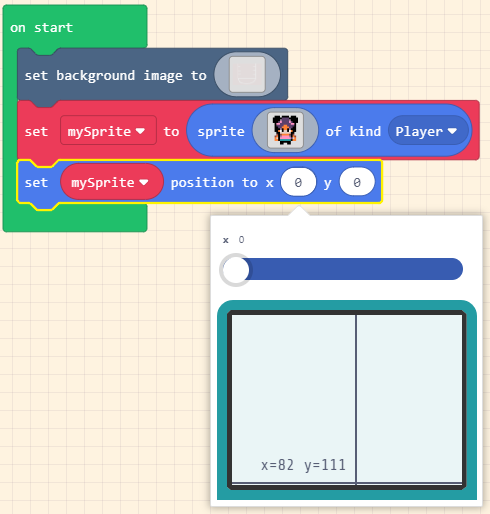 on start
set background image to
set mySprite to sprite of kind Player
set mySprite position to x 0 y 0
x 0
x=82 y=111